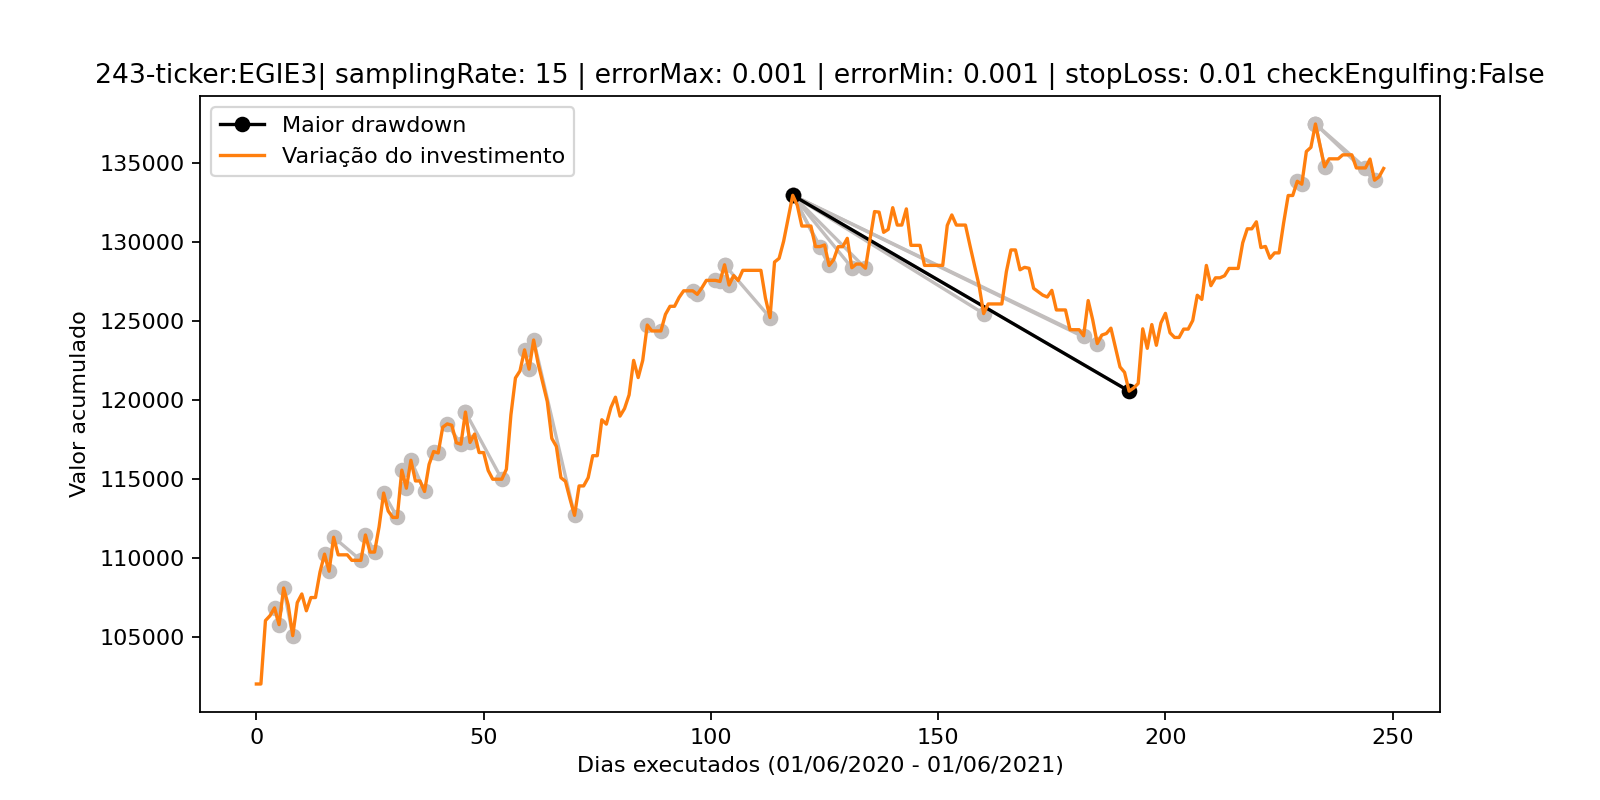 243-ticker:EGIE3| samplingRate: 15 | errorMax: 0.001 | errorMin: 0.001 | stopLoss: 0.01 checkEngulfing:False
Maior drawdown
Variação do investimento
135000
130000
125000
120000
115000
110000
105000
Valor acumulado
0 50 100 150 200 250
Dias executados (01/06/2020 - 01/06/2021)